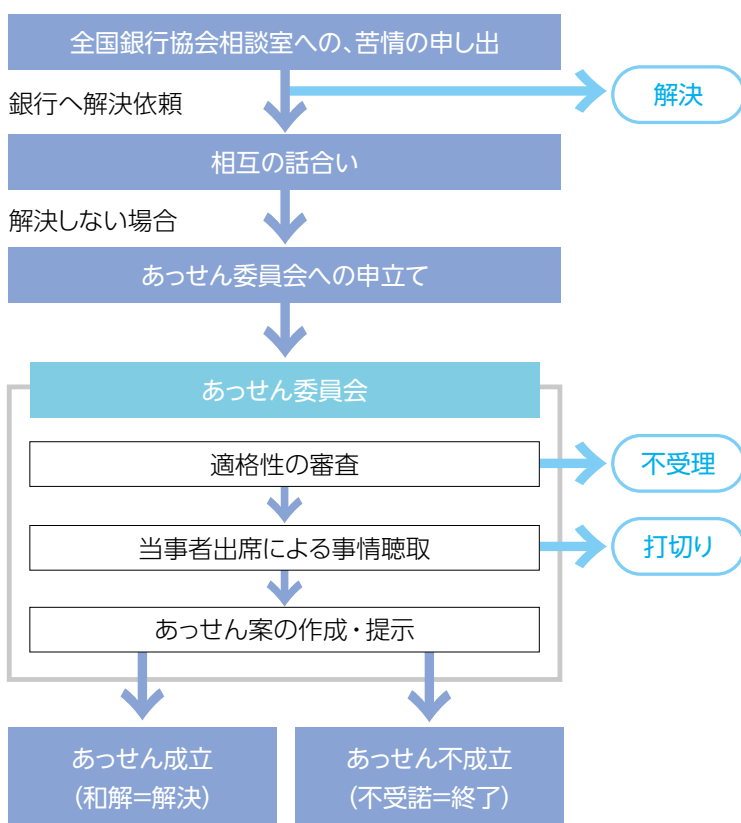 全国銀行協会相談室への、苦情の申し出
銀行へ解決依頼
解決
相互の話合い
解決しない場合
あっせん委員会への申立て
あっせん委員会
適格性の審査
不受理
当事者出席による事情聴取
打切り
あっせん案の作成・提示
あっせん成立
(和解=解決)
あっせん不成立
(不受諾=終了)